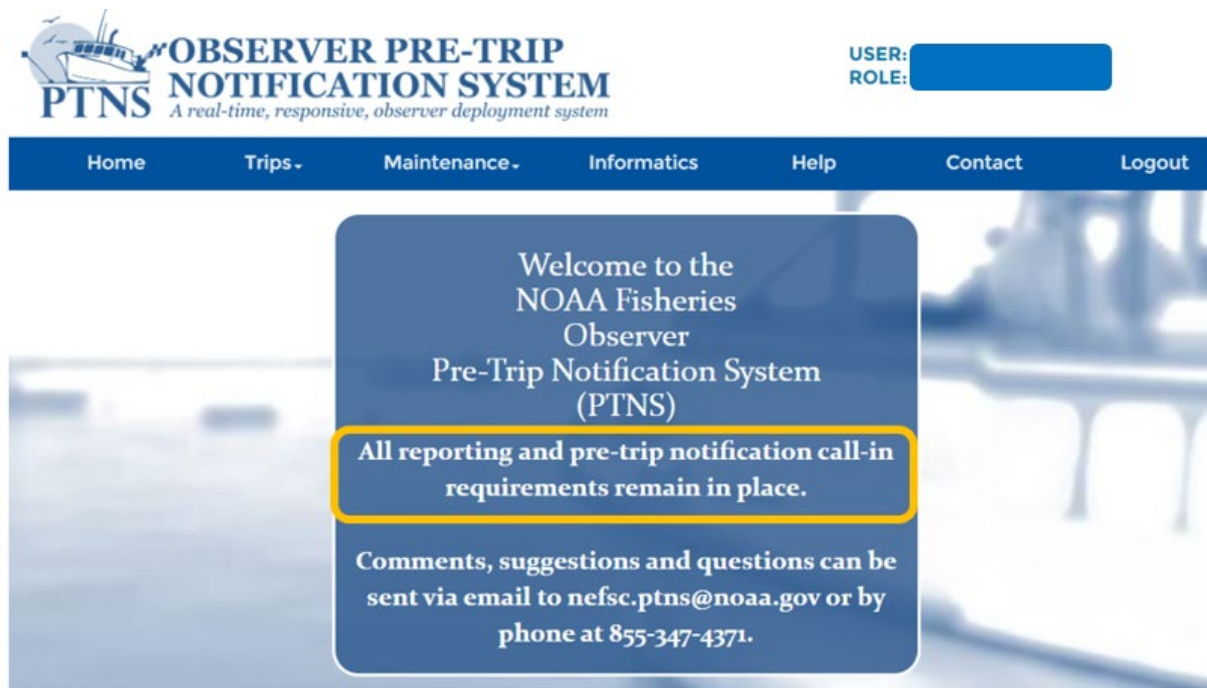 OBSERVER PRE-TRIP
NOTIFICATION SYSTEM
PTNS
A real-time, responsive, observer deployment system
USER:
ROLE:
Home Trips Maintenance Informatics Help Contact Logout
Welcome to the
NOAA Fisheries
Observer
Pre-Trip Notification System
(PTNS)
All reporting and pre-trip notification call-in
requirements remain in place.
Comments, suggestions and questions can be
sent via email to nefsc.ptns@noaa.gov or by
phone at 855-347-4371.